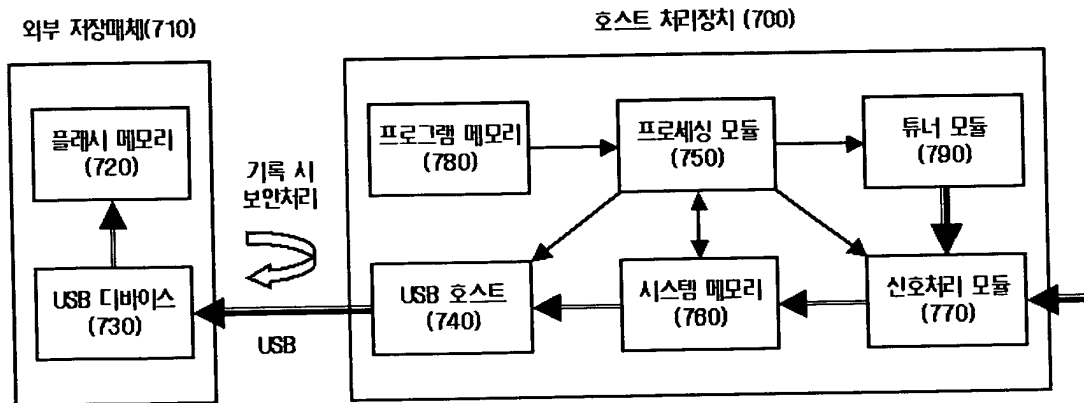 외부 저장매체(710)
호스트 처리장치 (700)
플래시 메모리
(720)
기록 시
보안처리
USB 디바이스
(730)
USB
프로그램 메모리
(780)
프로세싱 모듈
(750)
튜너 모듈
(790)
USB 호스트
(740)
시스템 메모리
(760)
신호처리 모듈
(770)